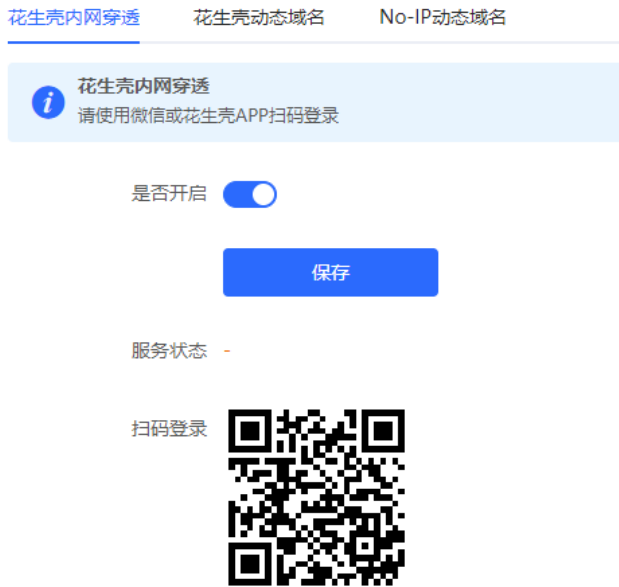 花生壳内网穿透 花生壳动态域名 No-IP动态域名
花生壳内网穿透
请使用微信或花生壳APP扫码登录
是否开启
保存
服务状态 -
扫码登录